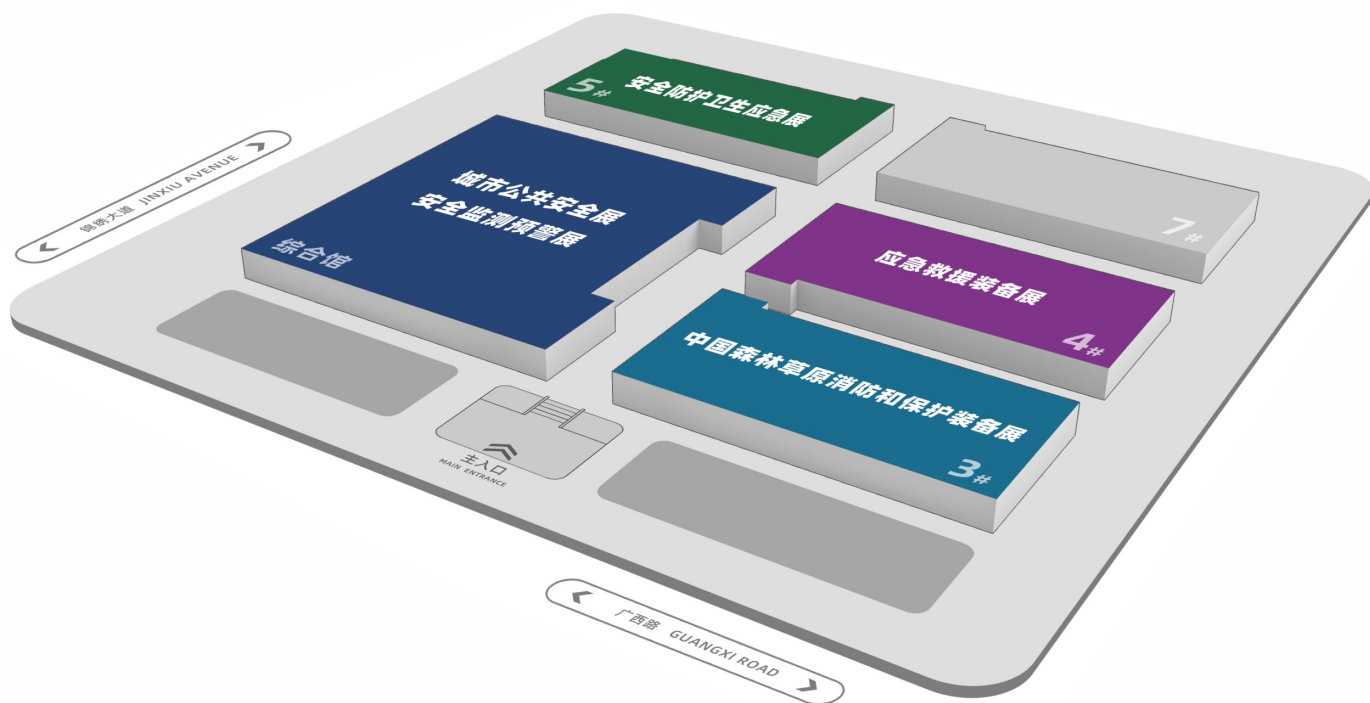 5#
安全防护卫生应急展
锦绣大道 JINXIU AVENUE
城市公共安全展
安全监测预警展
综合馆
7#
应急救援装备展
4#
中国森林草原消防和保护装备展
3#
主入口
MAIN ENTRANCE
广西路 GUANGXI ROAD